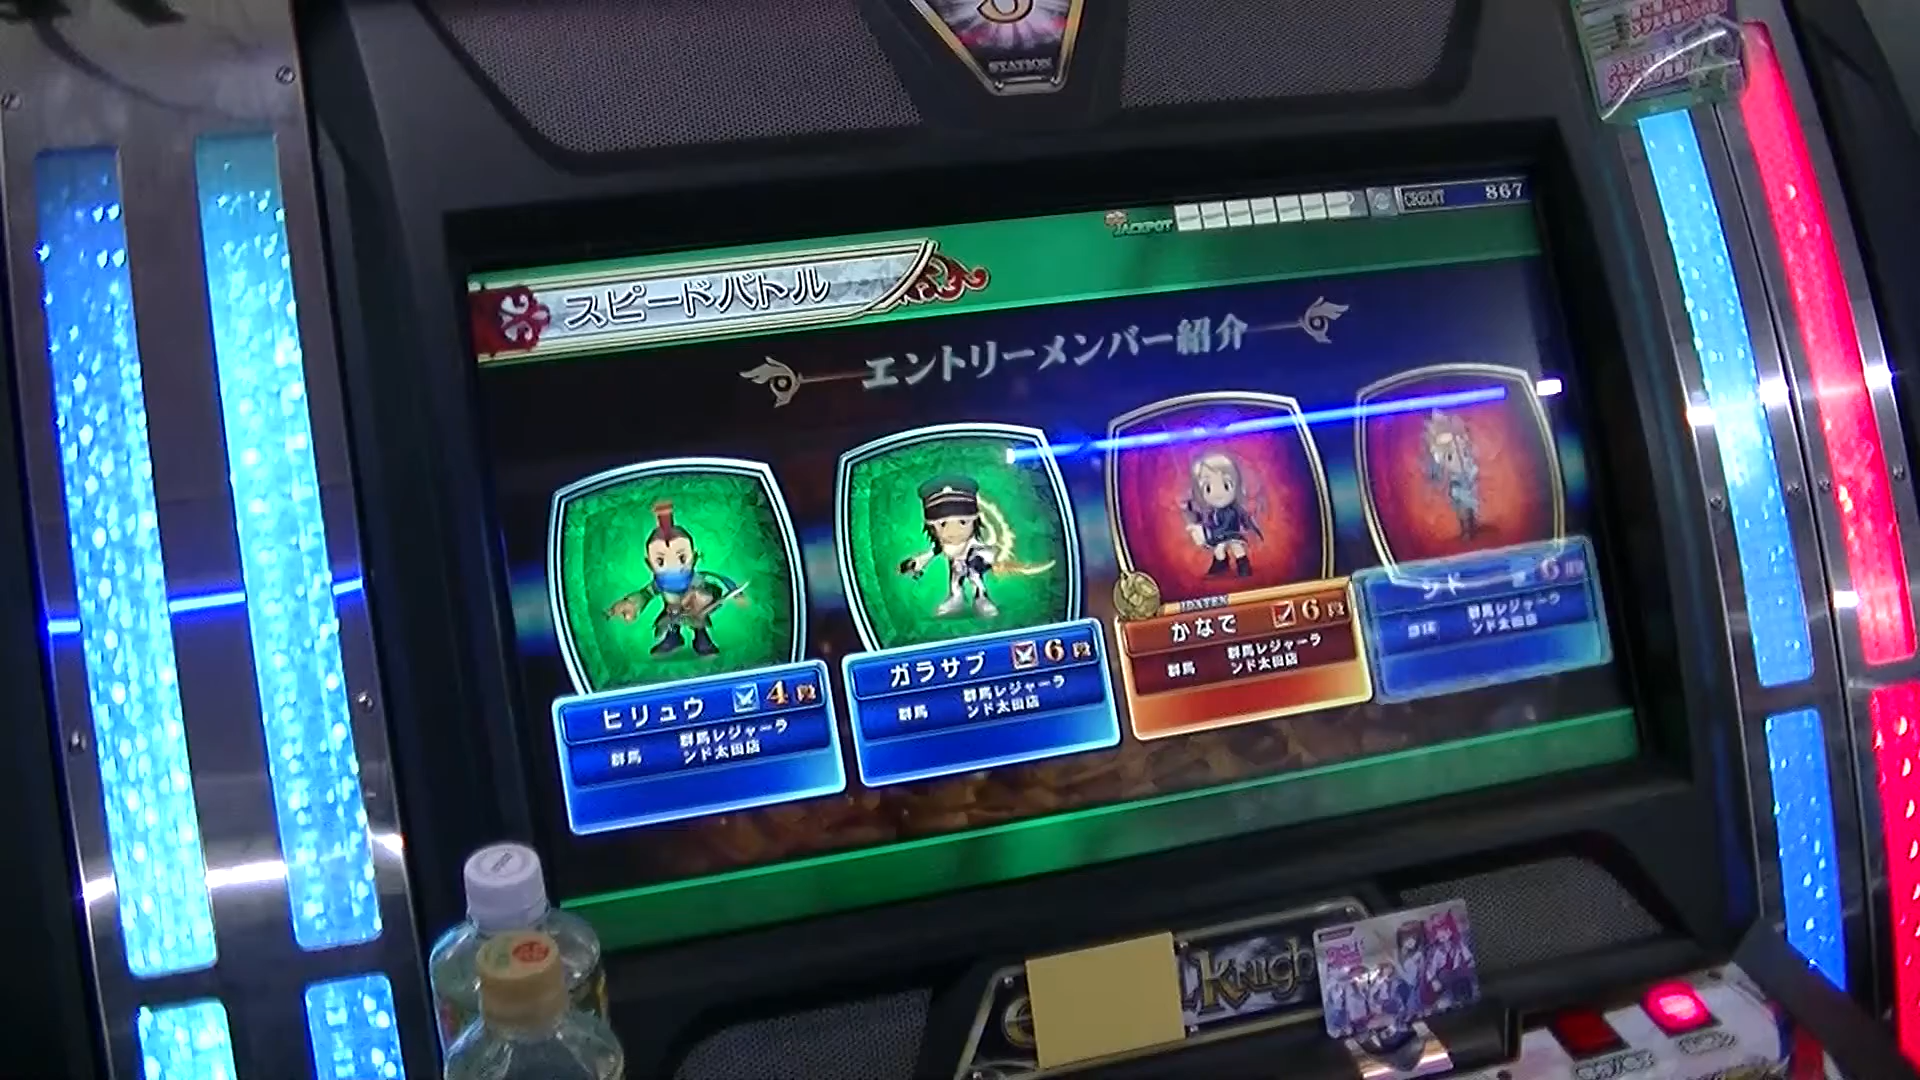 STATION
JACKPOT
CREDIT 867
スピードバトル
エントリーメンバー紹介
ヒリュウ 4段
群馬 群馬レジャーラ
ンド太田店
ガラサブ 6段
群馬 群馬レジャーラ
ンド太田店
IDATEN
かなで 6段
群馬 群馬レジャーラ
ンド太田店
シド 6段
群馬レジャーラ
ンド太田店